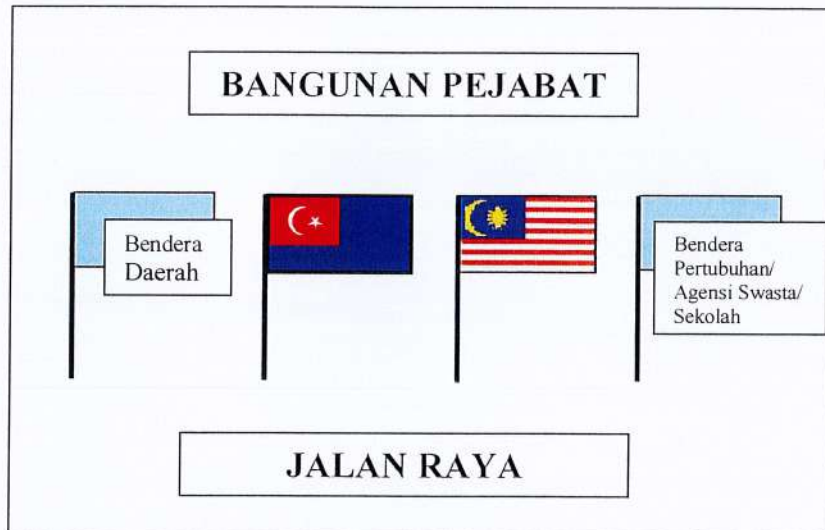 BANGUNAN PEJABAT
Bendera
Daerah
Bendera
Pertubuhan/
Agensi Swasta/
Sekolah
JALAN RAYA